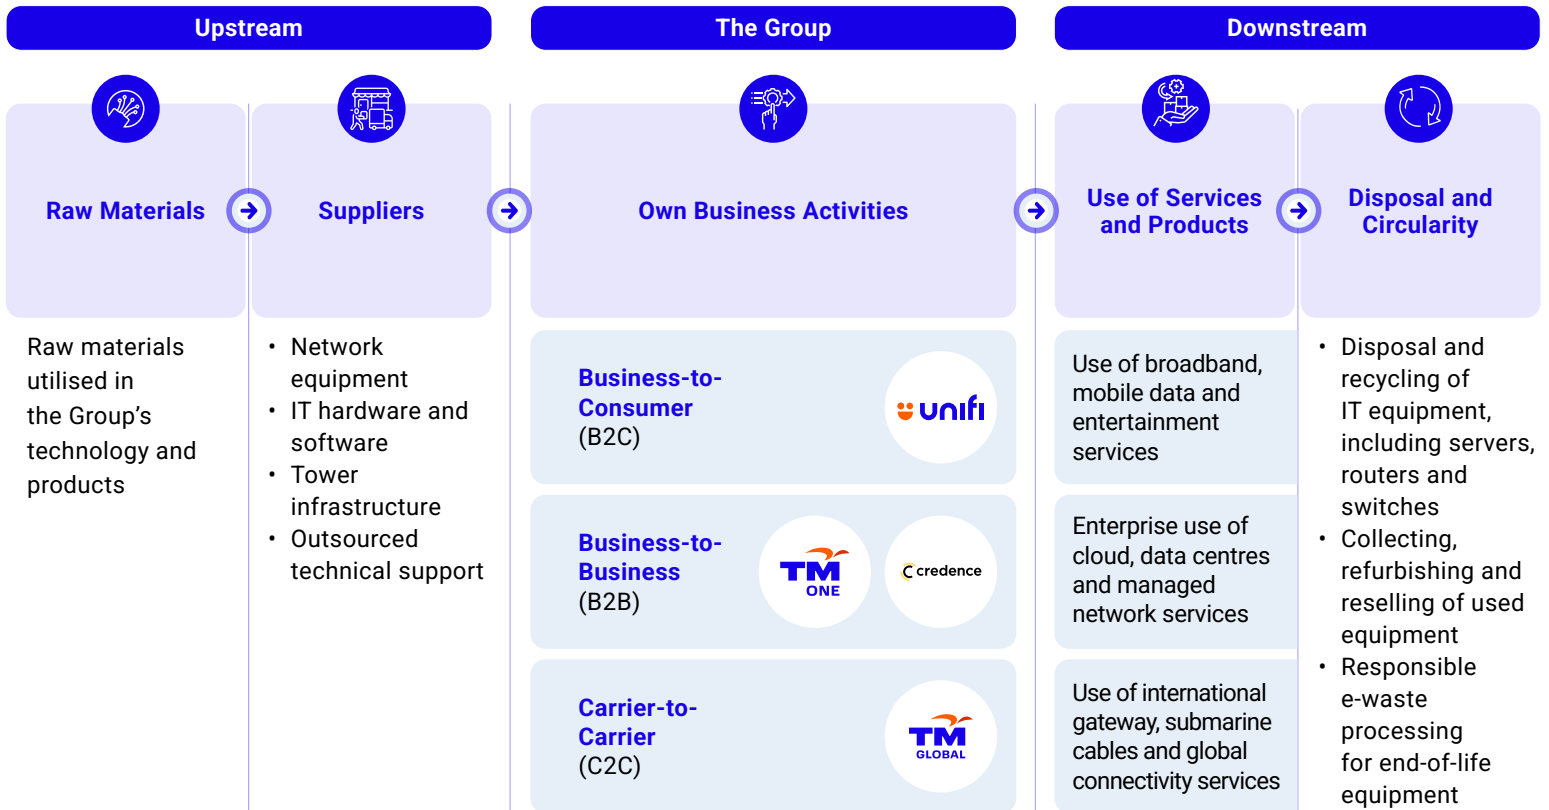 Upstream
The Group
Downstream
Raw Materials
Suppliers
Own Business Activities
Use of Services
and Products
Disposal and
Circularity
Raw materials
utilised in
the Group's
technology and
products
• Network
equipment
• IT hardware and
software
• Tower
infrastructure
• Outsourced
technical support
Business-to-
Consumer
(B2C)
unifi
Business-to-
Business
(B2B)
TM
ONE
credence
Carrier-to-
Carrier
(C2C)
TM
GLOBAL
Use of broadband,
mobile data and
entertainment
services
Enterprise use of
cloud, data centres
and managed
network services
Use of international
gateway, submarine
cables and global
connectivity services
• Disposal and
recycling of
IT equipment,
including servers,
routers and
switches
• Collecting,
refurbishing and
reselling of used
equipment
• Responsible
e-waste
processing
for end-of-life
equipment